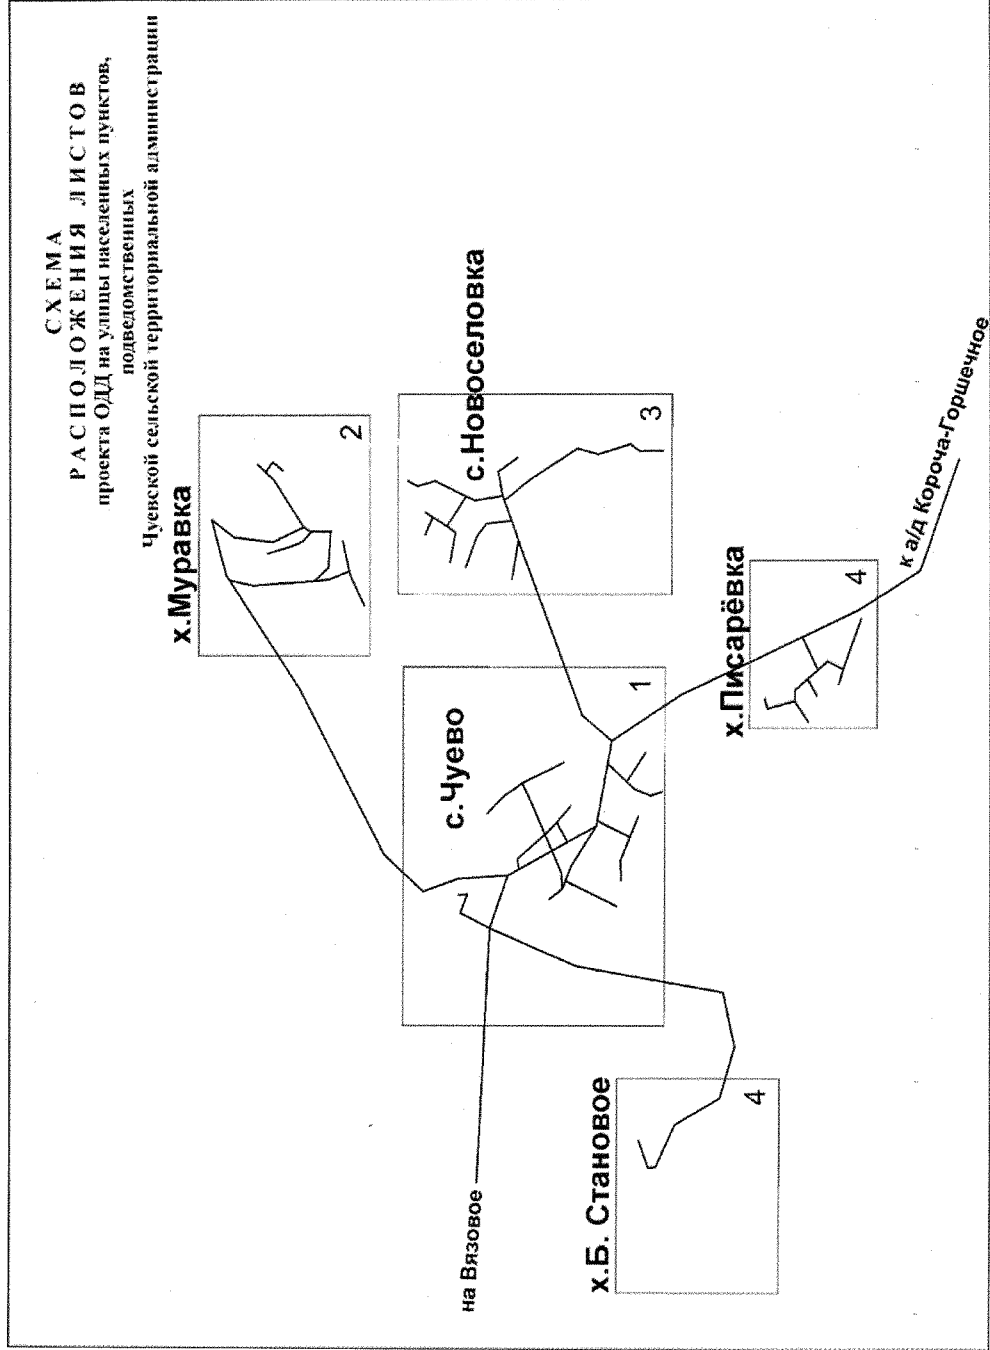 СХЕМА
РАСПОЛОЖЕНИЯ ЛИСТОВ
проекта ОДД на улицы населенных пунктов,
подведомственных
Чуевской сельской территориальной администрации
х.Муравка
2
с.Новоселовка
3
с.Чуево
1
х.Писарёвка
4
к а/д Короча-Горшечное
на Вязовое
х.Б. Становое
4